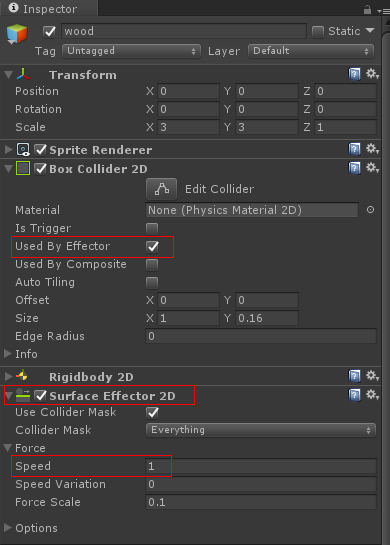 Inspector
wood Static
Tag Untagged Layer Default
Transform
Position X 0 Y 0 Z 0
Rotation X 0 Y 0 Z 0
Scale X 3 Y 3 Z 1
Sprite Renderer
Box Collider 2D
Edit Collider
Material None (Physics Material 2D)
Is Trigger
Used By Effector
Used By Composite
Auto Tiling
Offset X 0 Y 0
Size X 1 Y 0.16
Edge Radius 0
Info
Rigidbody 2D
Surface Effector 2D
Use Collider Mask
Collider Mask Everything
Force
Speed 1
Speed Variation 0
Force Scale 0.1
Options